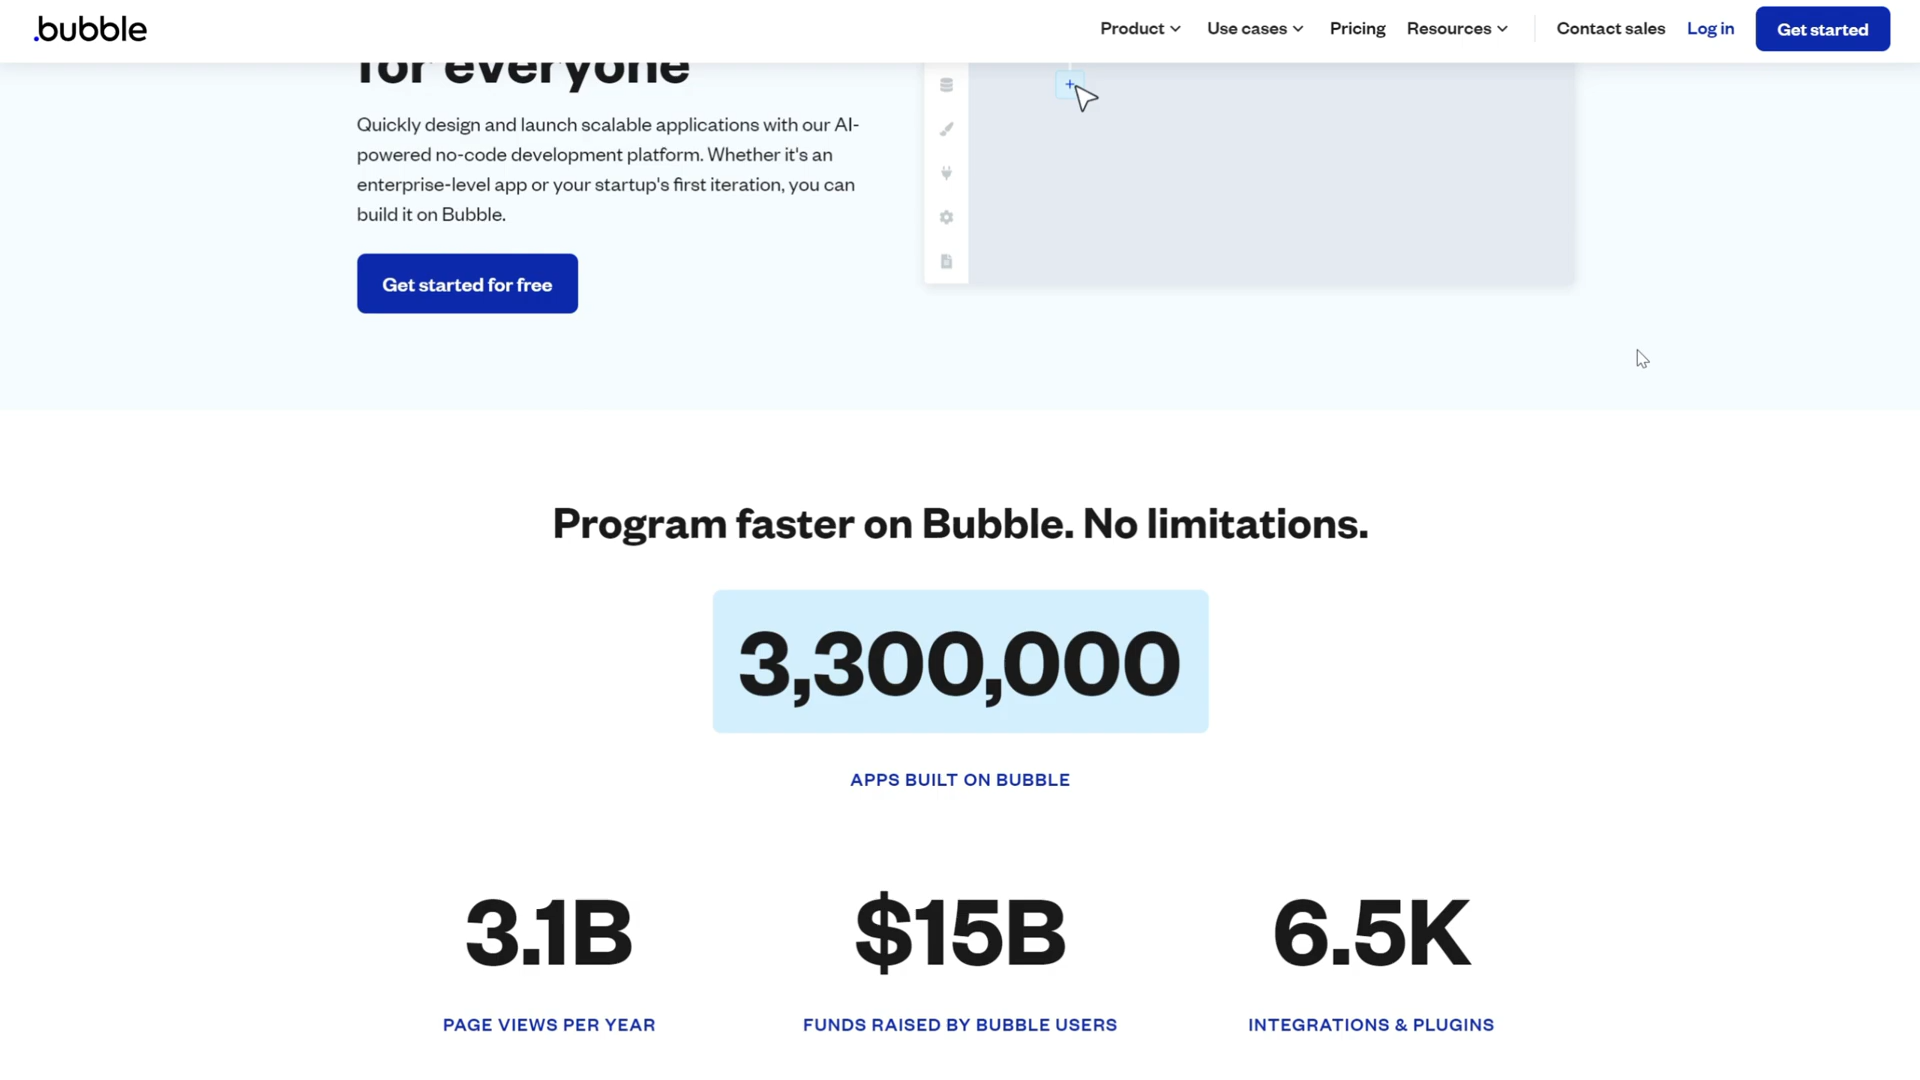 .bubble
Product
Use cases
Pricing
Resources
Contact sales
Log in
Get started
for everyone
Quickly design and launch scalable applications with our AI-
powered no-code development platform. Whether it's an
enterprise-level app or your startup's first iteration, you can
build it on Bubble.
Get started for free
Program faster on Bubble. No limitations.
3,300,000
APPS BUILT ON BUBBLE
3.1B
$15B
6.5K
PAGE VIEWS PER YEAR
FUNDS RAISED BY BUBBLE USERS
INTEGRATIONS & PLUGINS